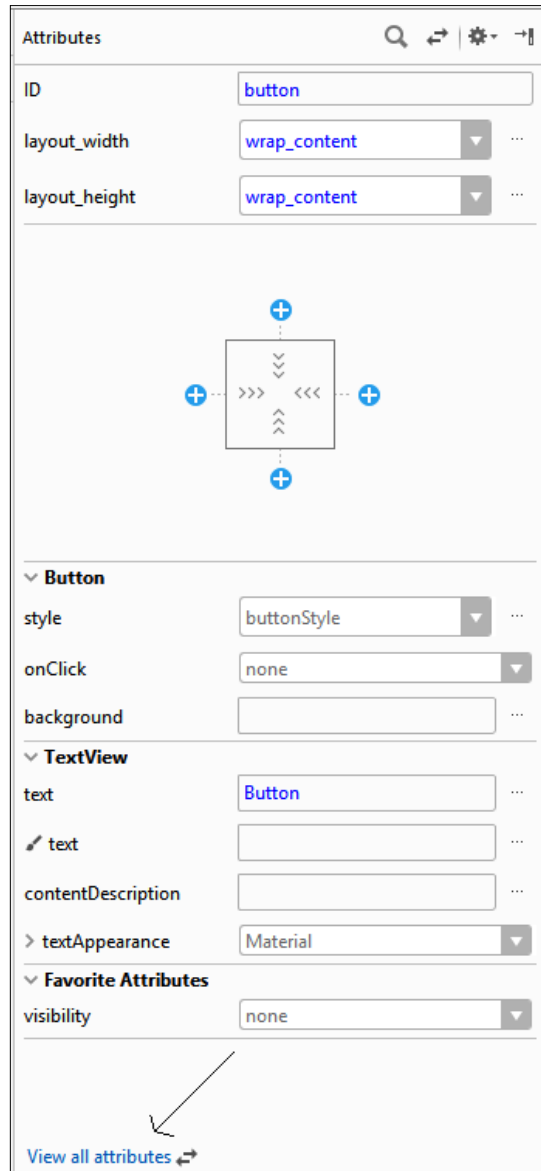 Attributes
ID button
layout_width wrap_content ...
layout_height wrap_content ...
Button
style buttonStyle ...
onClick none
background ...
TextView
text Button ...
text ...
contentDescription ...
textAppearance Material
Favorite Attributes
visibility none
View all attributes